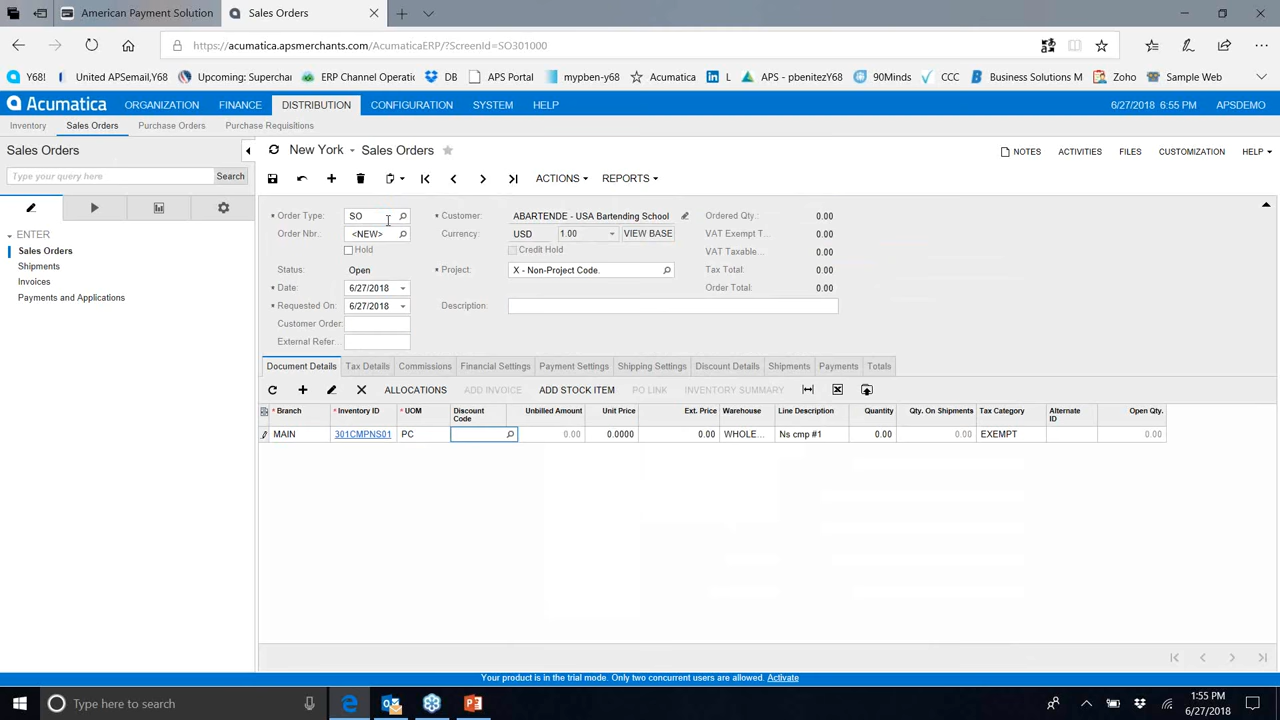 American Payment Solution
Sales Orders
https://acumatica.apsmerchants.com/AcumaticaERP/?ScreenId=SO301000
Y68!
United APSemail,Y68
Upcoming: Superchar
ERP Channel Operatic
DB
APS Portal
mypben-y68
Acumatica
L
APS - pbenitezY68
90Minds
CCC
Business Solutions M
Zoho
Sample Web
Acumatica
ORGANIZATION
FINANCE
DISTRIBUTION
CONFIGURATION
SYSTEM
HELP
6/27/2018
6:55 PM
APSDEMO
Inventory
Sales Orders
Purchase Orders
Purchase Requisitions
Sales Orders
New York
Sales Orders
NOTES
ACTIVITIES
FILES
CUSTOMIZATION
HELP
Type your query here
Search
ACTIONS
REPORTS
ENTER
Sales Orders
Shipments
Invoices
Payments and Applications
* Order Type: SO
* Customer: ABARTENDE - USA Bartending School
Ordered Qty.: 0.00
Order Nbr.: <NEW>
Currency: USD 1.00 VIEW BASE
VAT Exempt T... 0.00
Hold
Credit Hold
VAT Taxable... 0.00
Status: Open
* Project: X - Non-Project Code.
Tax Total: 0.00
* Date: 6/27/2018
Order Total: 0.00
* Requested On: 6/27/2018
Description:
Customer Order:
External Refer...
Document Details
Tax Details
Commissions
Financial Settings
Payment Settings
Shipping Settings
Discount Details
Shipments
Payments
Totals
ALLOCATIONS
ADD INVOICE
ADD STOCK ITEM
PO LINK
INVENTORY SUMMARY
* Branch
* Inventory ID
* UOM
Discount Code
Unbilled Amount
Unit Price
Ext. Price
Warehouse
Line Description
Quantity
Qty. On Shipments
Tax Category
Alternate ID
Open Qty.
MAIN
301CMPNS01
PC
0.00
0.0000
0.00
WHOLE...
Ns cmp #1
0.00
0.00
EXEMPT
0.00
Your product is in the trial mode. Only two concurrent users are allowed. Activate
Type here to search
1:55 PM
6/27/2018